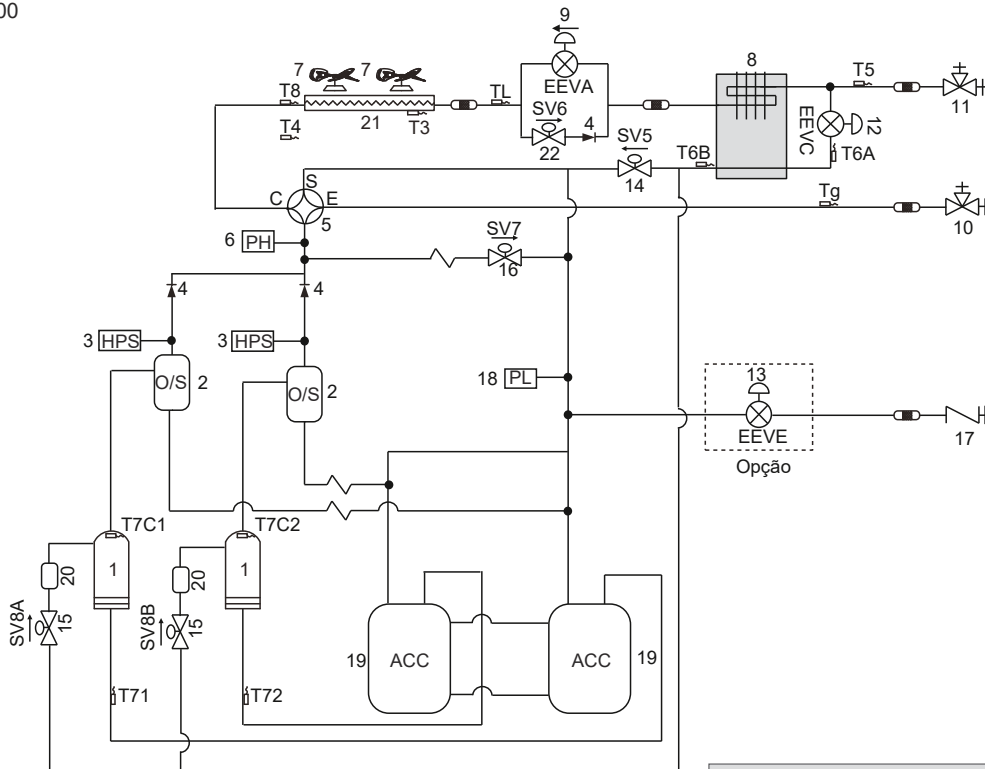 00
9
7 7
8
T8
T5
TL
EEVA
11
SV6
T4
21
T3
4
22
SV5
EEVC
12
T6A
T6B
14
S
C
E
5
Tg
10
6 PH
SV7
16
4
4
3 HPS
3 HPS
O/S 2
O/S 2
18 PL
13
EEVE
17
Opção
T7C1
T7C2
1
1
20
20
SV8A
15
SV8B
15
19 ACC
ACC 19
T71
T72